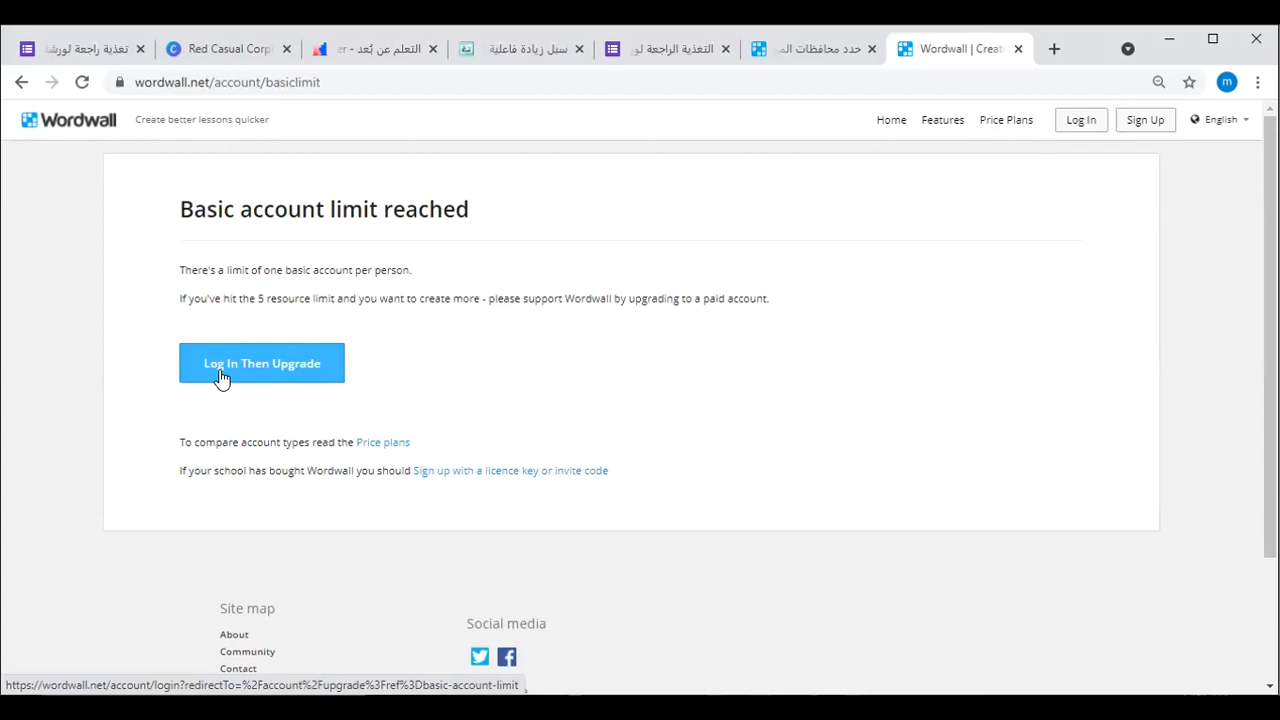 تغذية راجعة لورشة
Red Casual Corp
التعلم عن بُعد - er
سبل زيادة فاعلية
التغذية الراجعة لور
حدد محافظات الم
Wordwall | Creat
wordwall.net/account/basiclimit
m
Wordwall
Create better lessons quicker
Home
Features
Price Plans
Log In
Sign Up
English
Basic account limit reached
There's a limit of one basic account per person.
If you've hit the 5 resource limit and you want to create more - please support Wordwall by upgrading to a paid account.
Log In Then Upgrade
To compare account types read the Price plans
If your school has bought Wordwall you should Sign up with a licence key or invite code
Site map
Social media
About
Community
Contact
https://wordwall.net/account/login?redirectTo=%2Faccount%2Fupgrade%3Fref%3Dbasic-account-limit